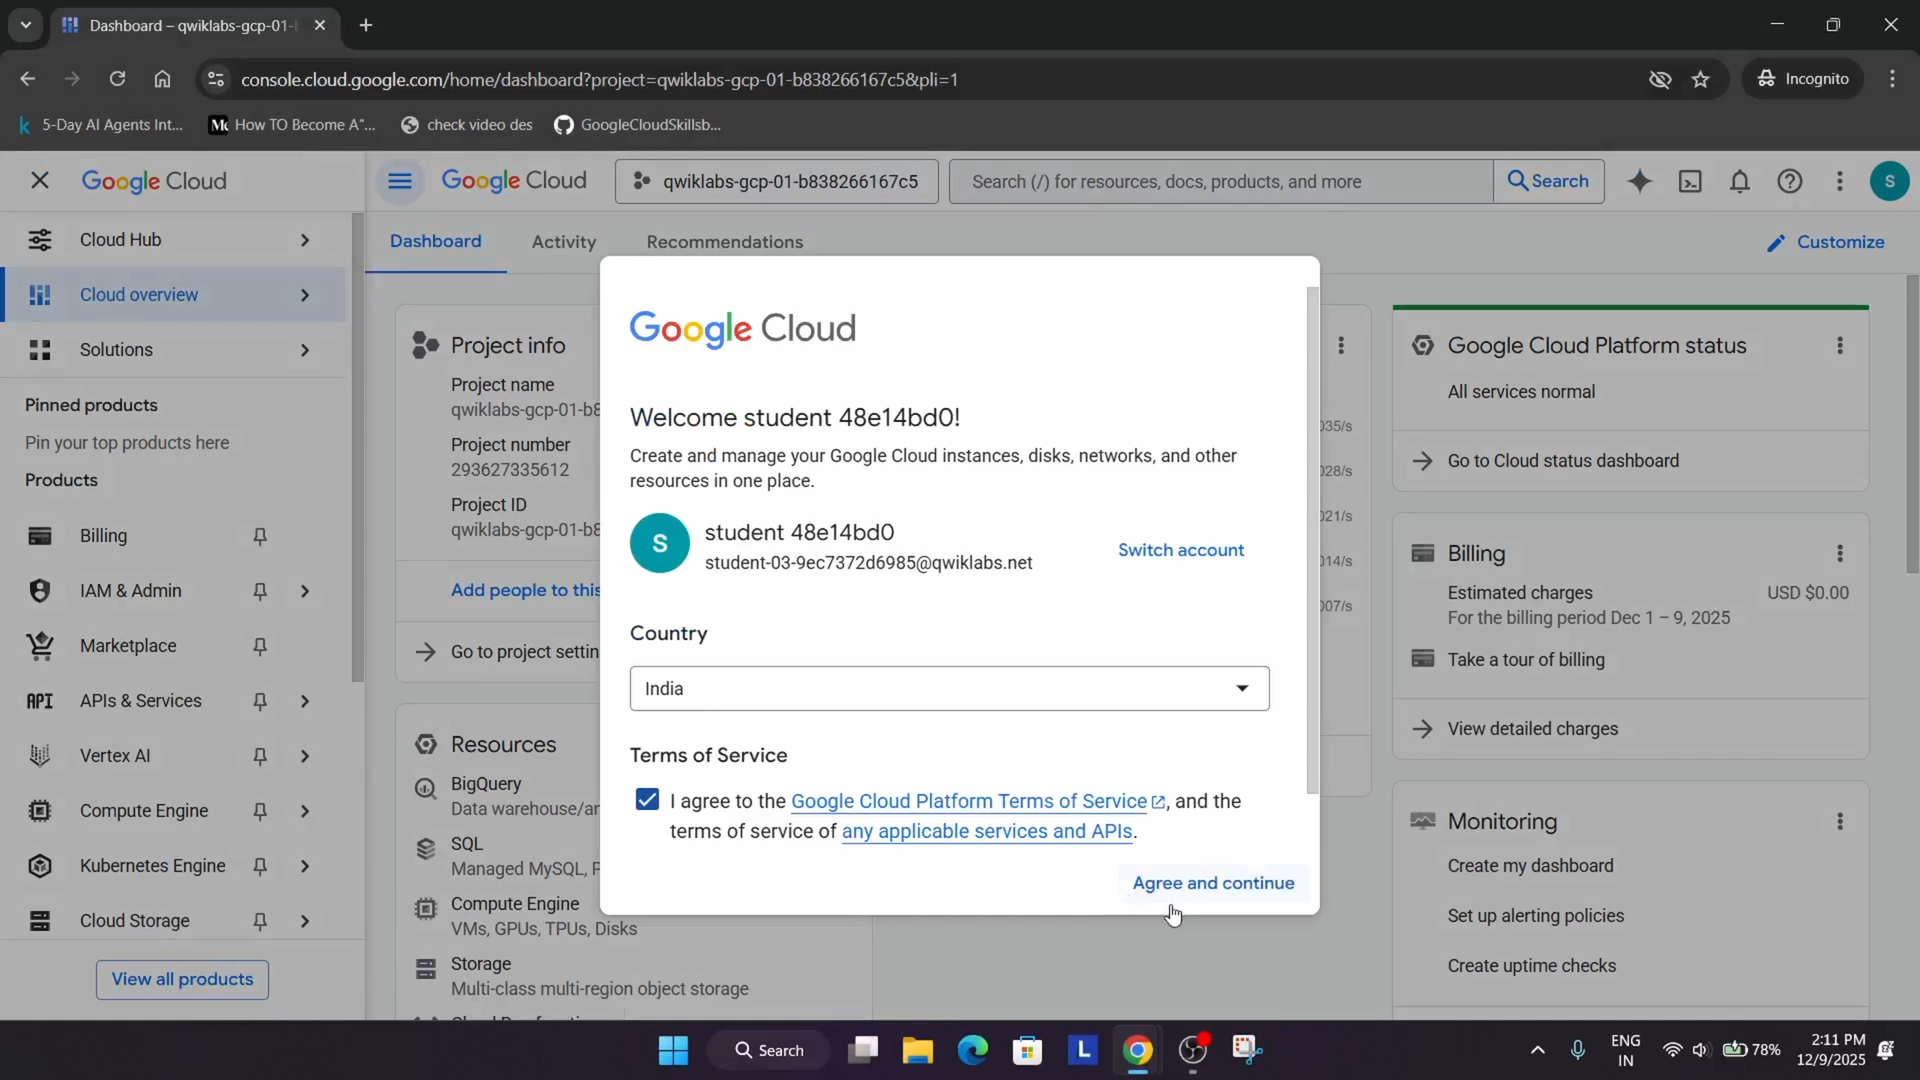 Dashboard – qwiklabs-gcp-01-
console.cloud.google.com/home/dashboard?project=qwiklabs-gcp-01-b838266167c5&pli=1
Incognito
5-Day AI Agents Int...
How TO Become A"...
check video des
GoogleCloudSkillsb...
Google Cloud
Google Cloud
qwiklabs-gcp-01-b838266167c5
Search (/) for resources, docs, products, and more
Search
S
Cloud Hub
Cloud overview
Solutions
Pinned products
Pin your top products here
Products
Billing
IAM & Admin
Marketplace
API APIs & Services
Vertex AI
Compute Engine
Kubernetes Engine
Cloud Storage
View all products
Dashboard
Activity
Recommendations
Customize
Project info
Project name
qwiklabs-gcp-01-b8
Project number
293627335612
Project ID
qwiklabs-gcp-01-b8
Add people to this
Go to project settin
Resources
BigQuery
Data warehouse/an
SQL
Managed MySQL, P
Compute Engine
VMs, GPUs, TPUs, Disks
Storage
Multi-class multi-region object storage
Google Cloud
Welcome student 48e14bd0!
Create and manage your Google Cloud instances, disks, networks, and other
resources in one place.
S
student 48e14bd0
student-03-9ec7372d6985@qwiklabs.net
Switch account
Country
India
Terms of Service
I agree to the Google Cloud Platform Terms of Service, and the
terms of service of any applicable services and APIs.
Agree and continue
035/s
028/s
021/s
014/s
007/s
Google Cloud Platform status
All services normal
Go to Cloud status dashboard
Billing
Estimated charges
USD $0.00
For the billing period Dec 1 – 9, 2025
Take a tour of billing
View detailed charges
Monitoring
Create my dashboard
Set up alerting policies
Create uptime checks
Search
L
ENG
IN
78%
2:11 PM
12/9/2025